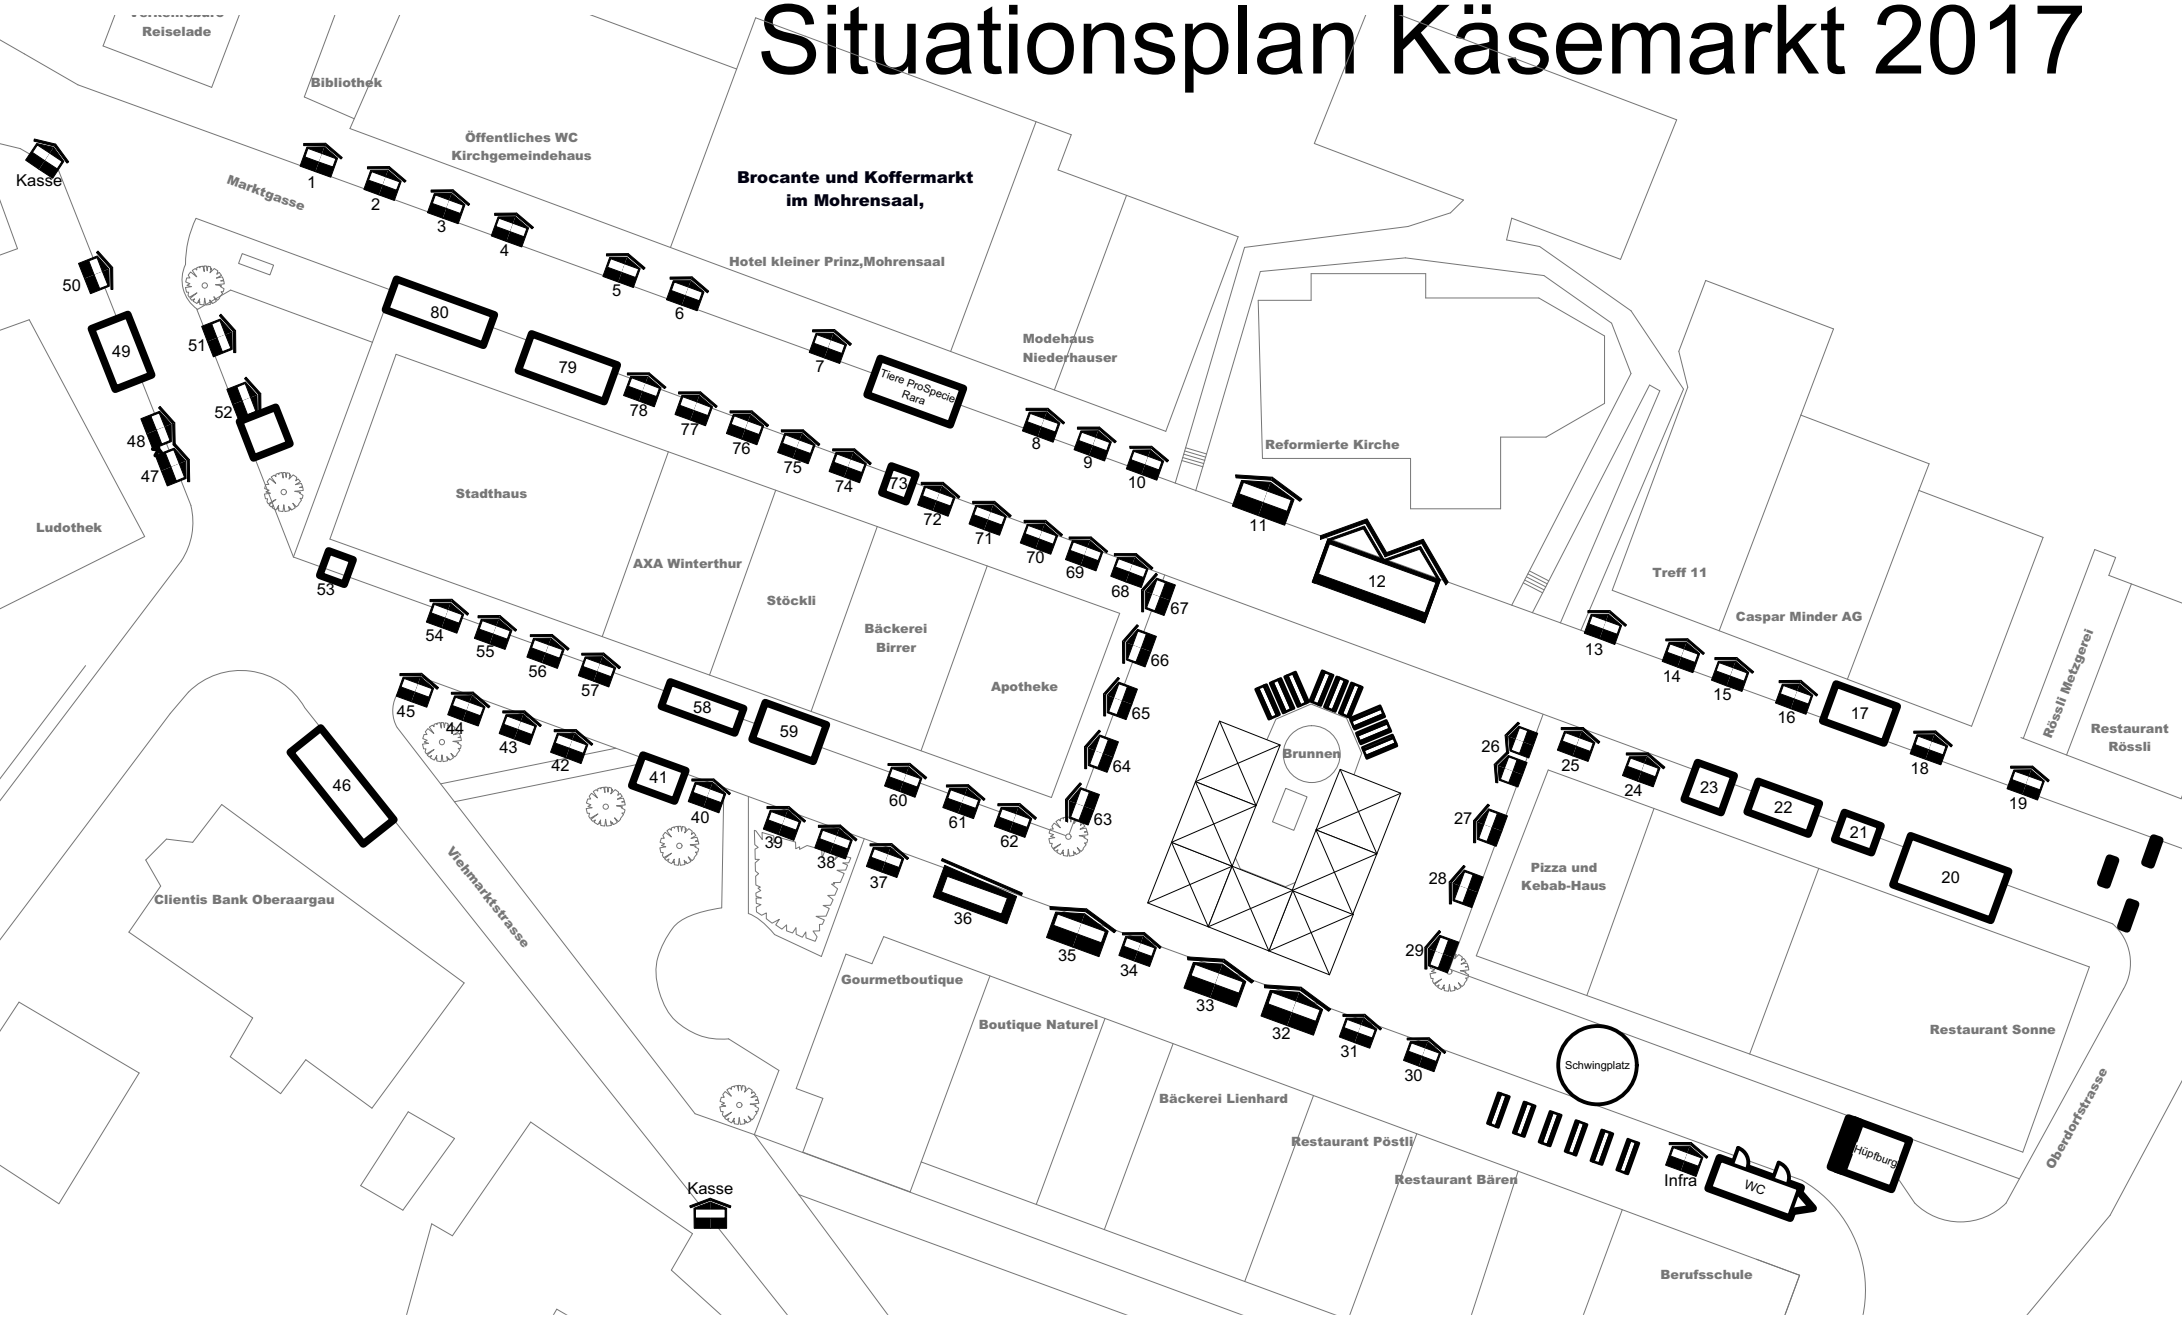 Situationsplan Käsemarkt 2017
Reiselade
Bibliothek
Öffentliches WC
Kirchgemeindehaus
Brocante und Koffermarkt
im Mohrensaal,
Hotel kleiner Prinz,Mohrensaal
Kasse
Marktgasse
1
2
3
4
5
6
7
Tiere ProSpecie
Rara
8
9
10
11
12
13
14
15
16
17
18
19
Modehaus
Niederhauser
Reformierte Kirche
Treff 11
Caspar Minder AG
Rössli Metzgerei
Restaurant
Rössli
50
49
48
47
51
52
53
Ludothek
80
79
78
77
76
75
74
73
72
71
70
69
68
67
66
65
64
63
Stadthaus
AXA Winterthur
Stöckli
Bäckerei
Birrer
Apotheke
54
55
56
57
58
59
60
61
62
45
44
43
42
41
40
39
38
37
36
35
34
33
32
31
30
46
Brunnen
26
25
24
23
22
21
20
27
28
29
Pizza und
Kebab-Haus
Restaurant Sonne
Clientis Bank Oberaargau
Viehmarktstrasse
Gourmetboutique
Boutique Naturel
Bäckerei Lienhard
Restaurant Pöstli
Restaurant Bären
Schwingplatz
Infra
WC
Hüpfburg
Oberdorfstrasse
Kasse
Berufsschule